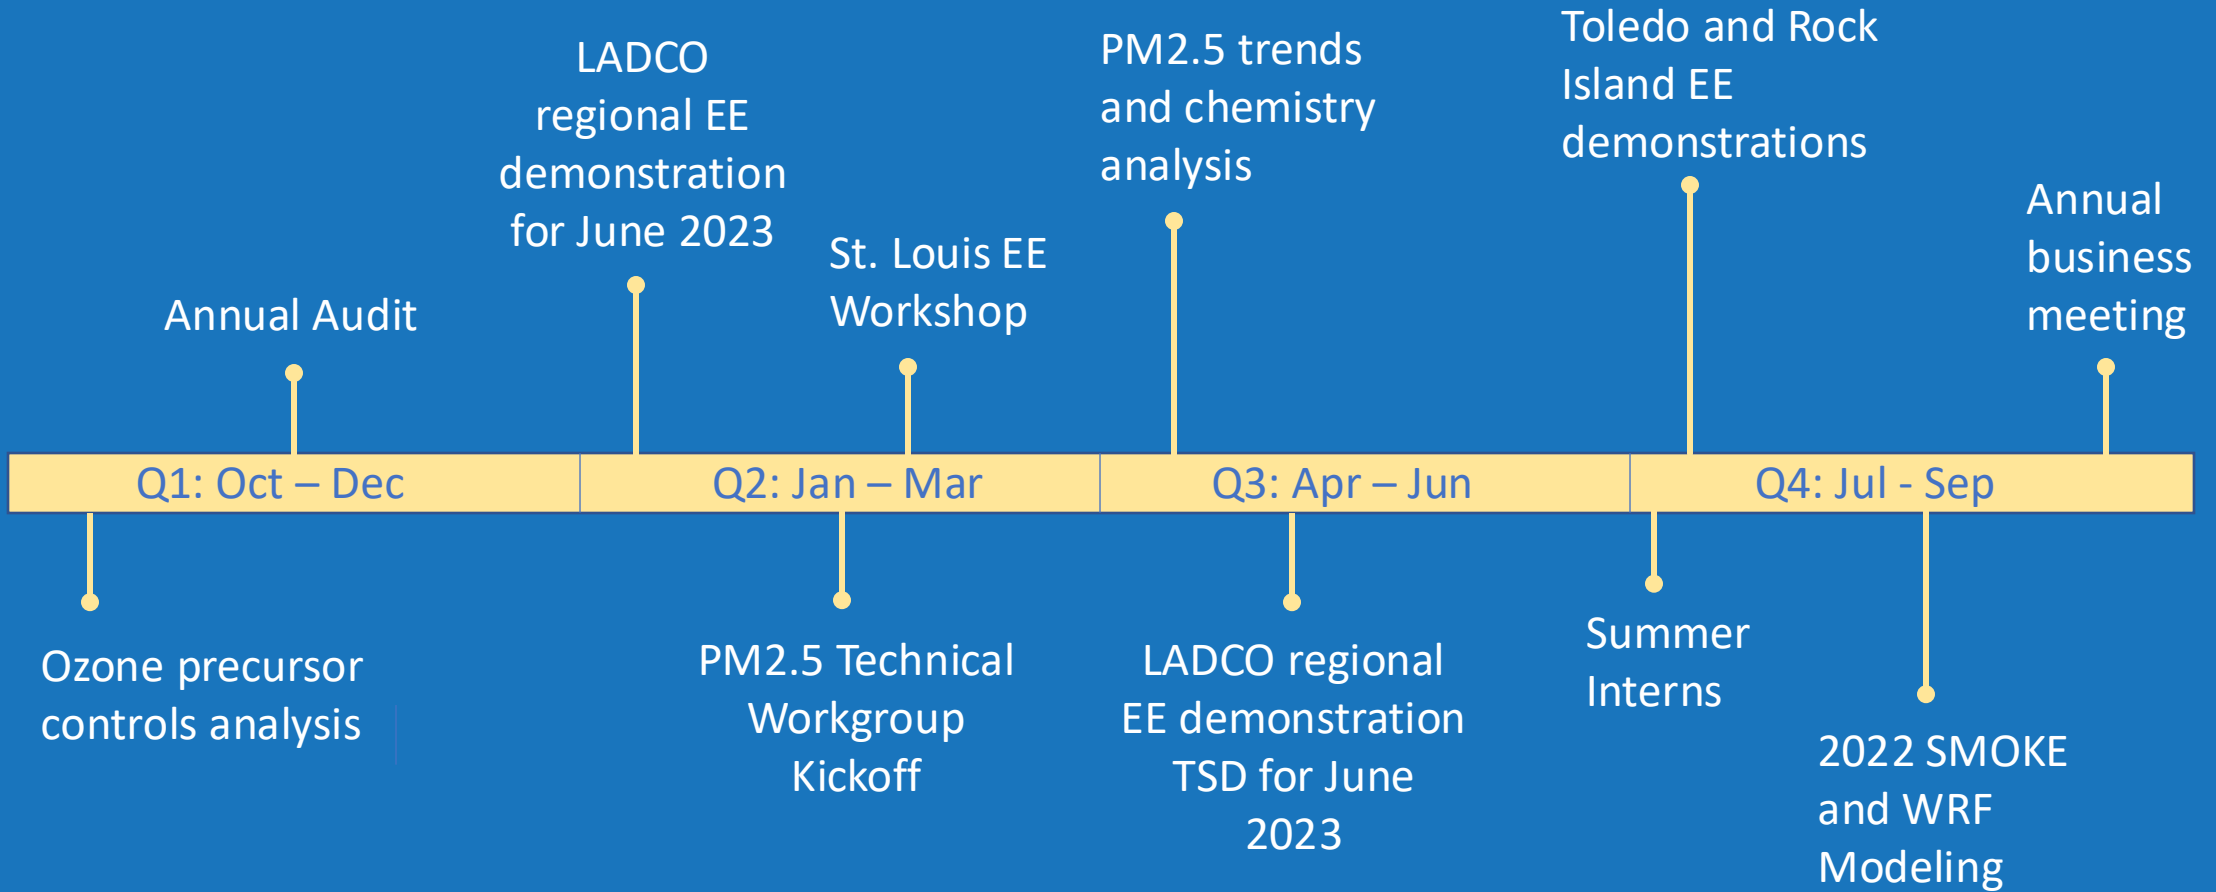 LADCO
regional EE
demonstration
for June 2023
PM2.5 trends
and chemistry
analysis
Toledo and Rock
Island EE
demonstrations
Annual
business
meeting
St. Louis EE
Workshop
Annual Audit
Q1: Oct – Dec
Q2: Jan – Mar
Q3: Apr – Jun
Q4: Jul - Sep
Ozone precursor
controls analysis
PM2.5 Technical
Workgroup
Kickoff
LADCO regional
EE demonstration
TSD for June
2023
Summer
Interns
2022 SMOKE
and WRF
Modeling